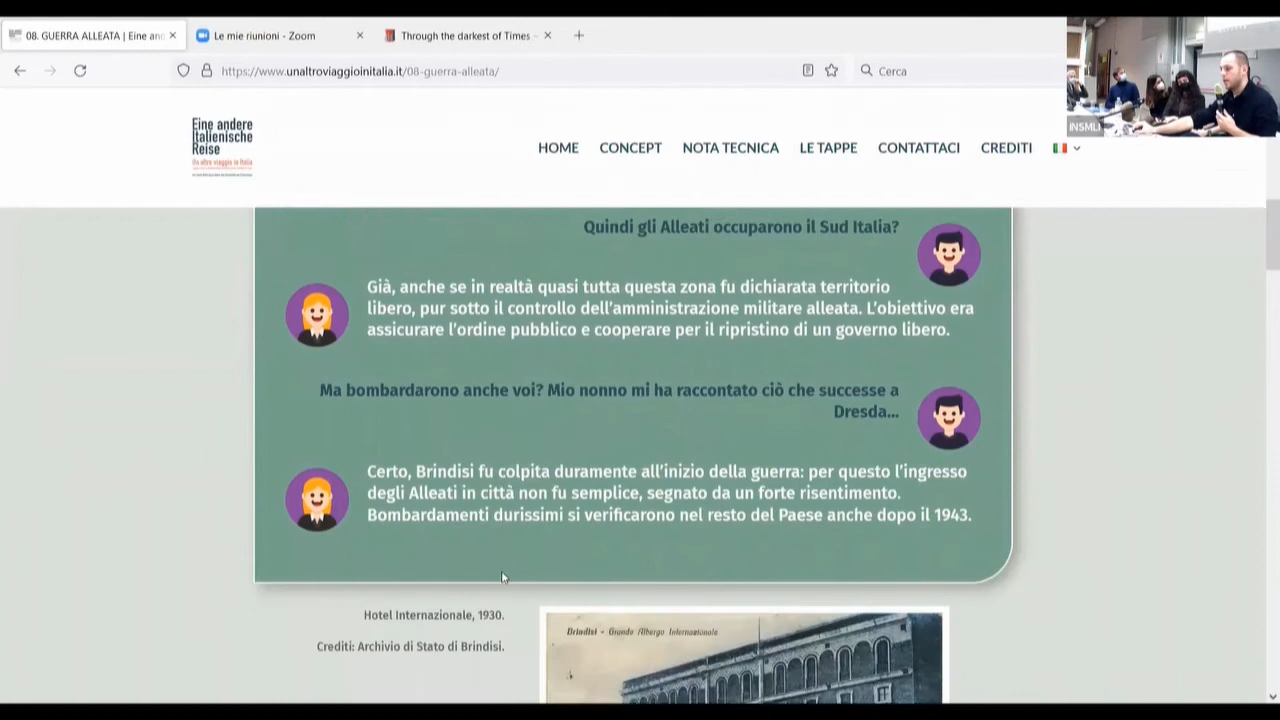 08. GUERRA ALLEATA | Eine and
Le mie riunioni - Zoom
Through the darkest of Times -
https://www.unaltroviaggioinitalia.it/08-guerra-alleata/
Cerca
INSMLI
Eine andere
Italienische
Reise
Un altro viaggio in Italia
HOME
CONCEPT
NOTA TECNICA
LE TAPPE
CONTATTACI
CREDITI
Quindi gli Alleati occuparono il Sud Italia?
Già, anche se in realtà quasi tutta questa zona fu dichiarata territorio
libero, pur sotto il controllo dell'amministrazione militare alleata. L'obiettivo era
assicurare l'ordine pubblico e cooperare per il ripristino di un governo libero.
Ma bombardarono anche voi? Mio nonno mi ha raccontato ciò che successe a
Dresda...
Certo, Brindisi fu colpita duramente all'inizio della guerra: per questo l'ingresso
degli Alleati in città non fu semplice, segnato da un forte risentimento.
Bombardamenti durissimi si verificarono nel resto del Paese anche dopo il 1943.
Hotel Internazionale, 1930.
Crediti: Archivio di Stato di Brindisi.
Brindisi - Grande Albergo Internazionale